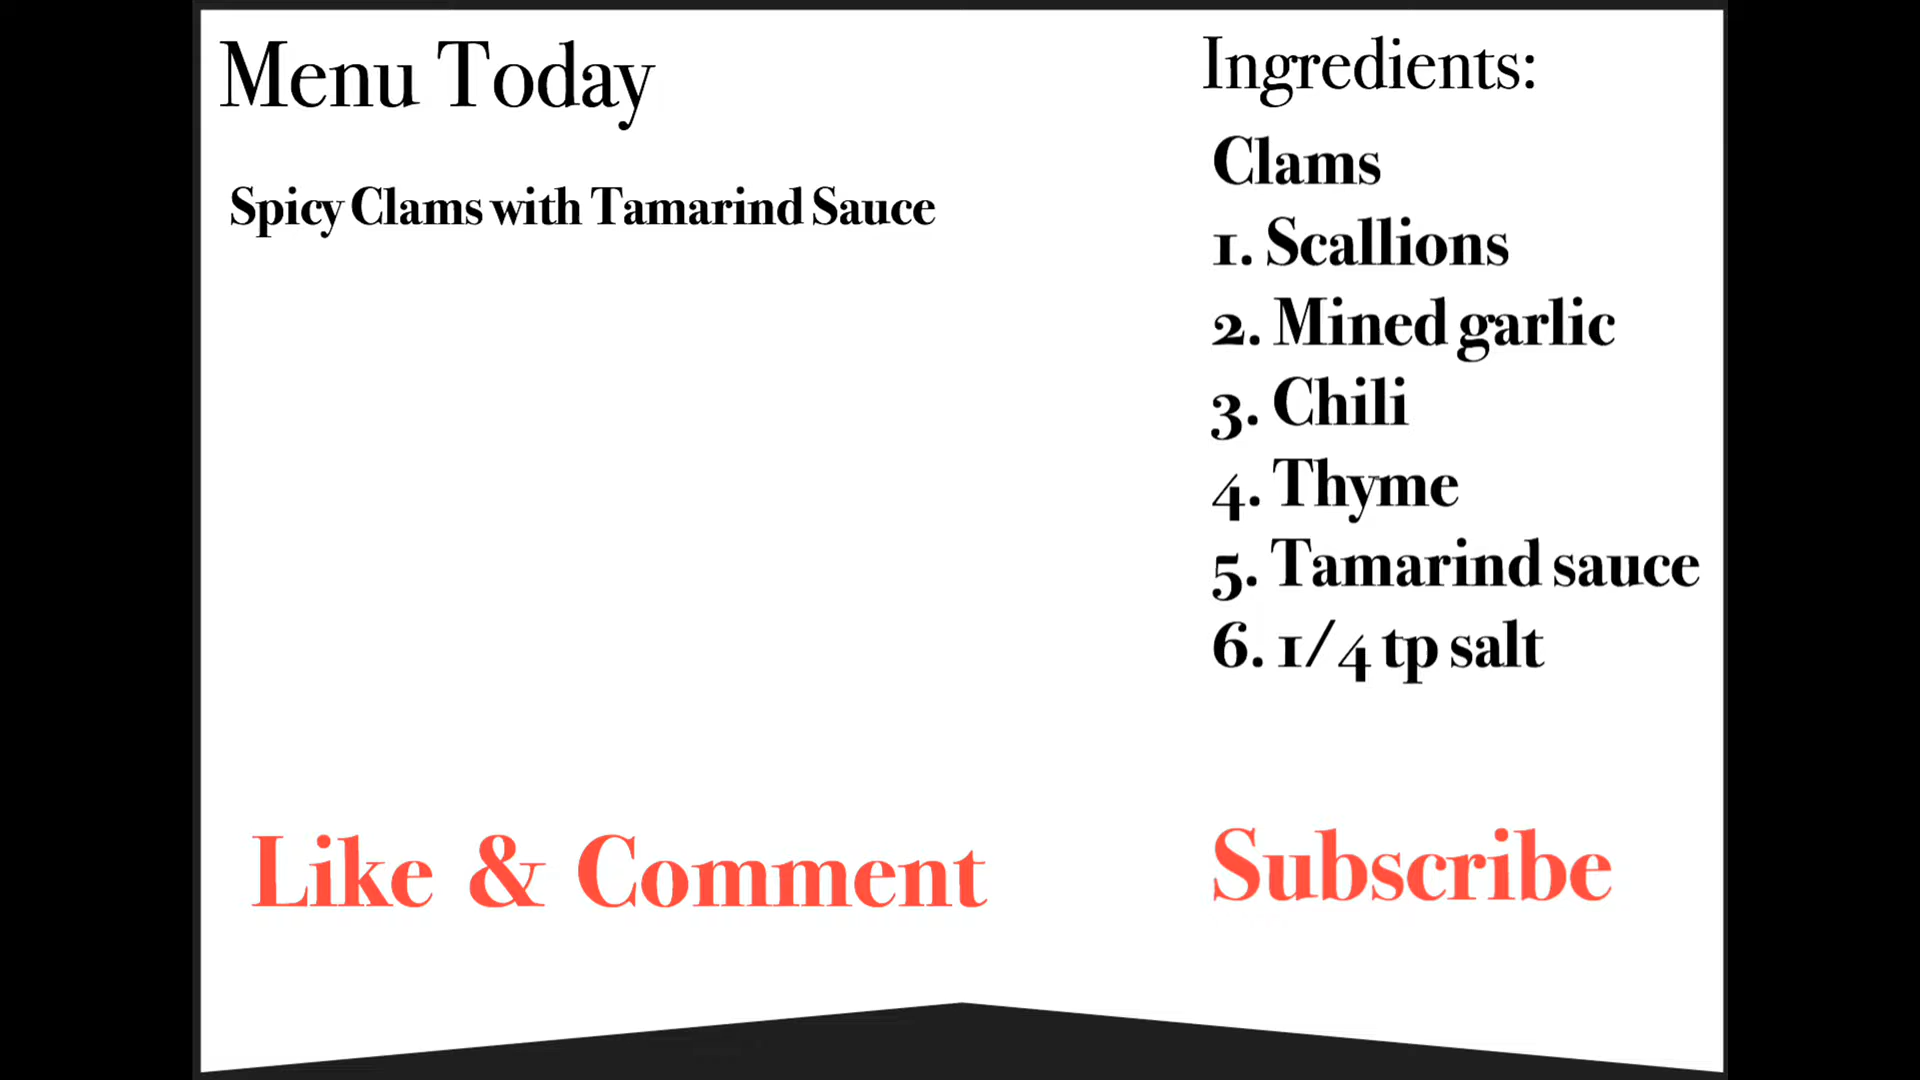 Menu Today
Spicy Clams with Tamarind Sauce
Ingredients:
Clams
1. Scallions
2. Mined garlic
3. Chili
4. Thyme
5. Tamarind sauce
6. 1/4 tp salt
Like & Comment
Subscribe